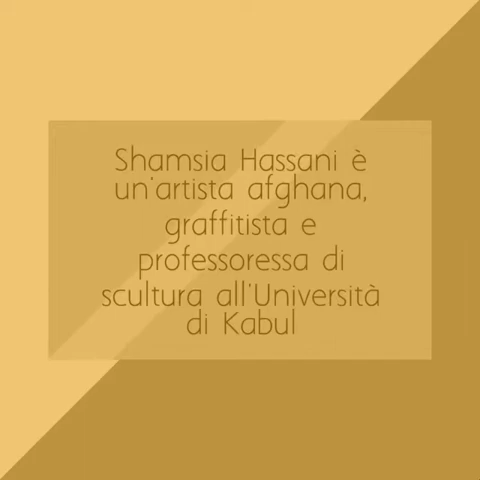 Shamsia Hassani è
un'artista afghana,
graffitista e
professoressa di
scultura all'Università
di Kabul